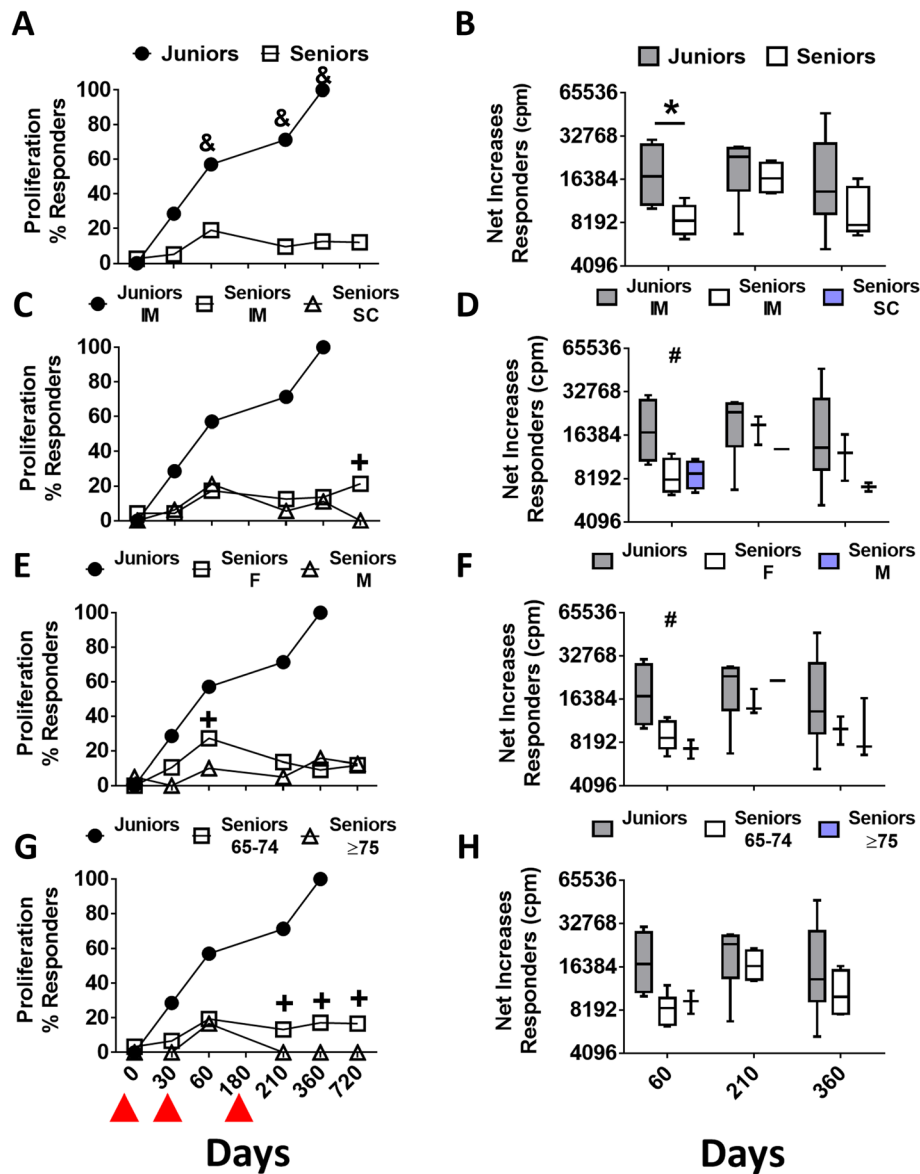 A
Juniors Seniors
& & &
Proliferation
% Responders
100
80
60
40
20
0
B
Juniors Seniors
*
Net Increases
Responders (cpm)
65536
32768
16384
8192
4096
C
Juniors Seniors Seniors
IM IM SC
+
Proliferation
% Responders
100
80
60
40
20
0
D
Juniors Seniors Seniors
IM IM SC
#
Net Increases
Responders (cpm)
65536
32768
16384
8192
4096
E
Juniors Seniors Seniors
F M
+
Proliferation
% Responders
100
80
60
40
20
0
F
Juniors Seniors Seniors
F M
#
Net Increases
Responders (cpm)
65536
32768
16384
8192
4096
G
Juniors Seniors Seniors
65-74 ≥75
+ + +
Proliferation
% Responders
100
80
60
40
20
0
0 30 60 180 210 360 720
Days
H
Juniors Seniors Seniors
65-74 ≥75
Net Increases
Responders (cpm)
65536
32768
16384
8192
4096
60 210 360
Days